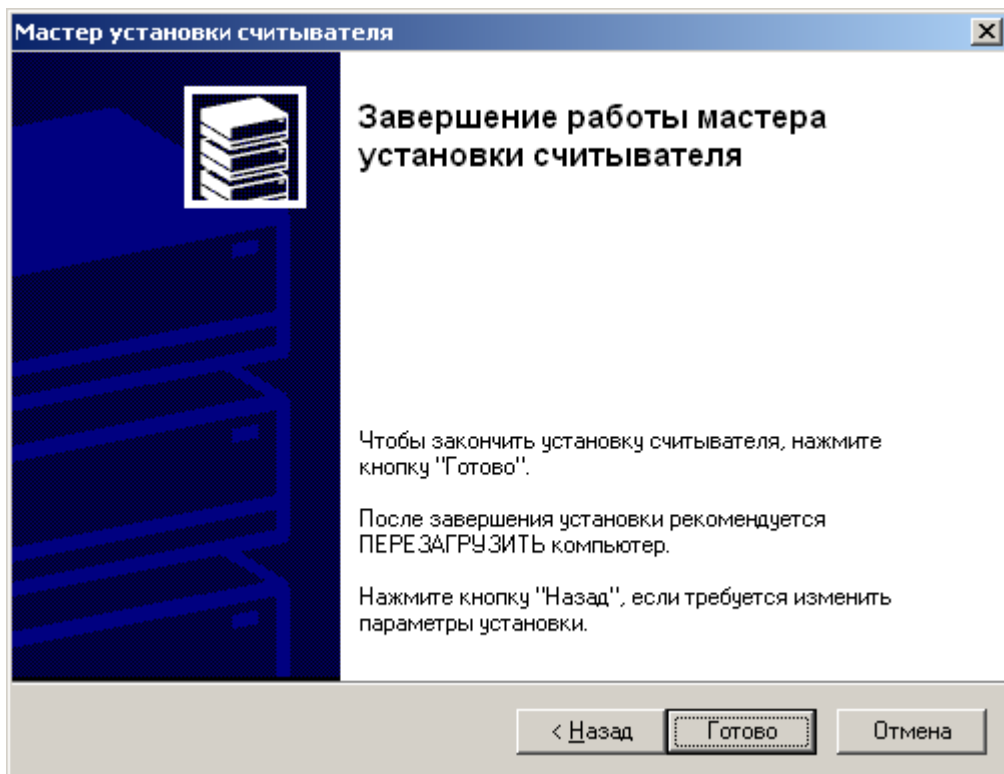 Мастер установки считывателя
Завершение работы мастера
установки считывателя
Чтобы закончить установку считывателя, нажмите
кнопку "Готово".
После завершения установки рекомендуется
ПЕРЕЗАГРУЗИТЬ компьютер.
Нажмите кнопку "Назад", если требуется изменить
параметры установки.
< Назад
Готово
Отмена